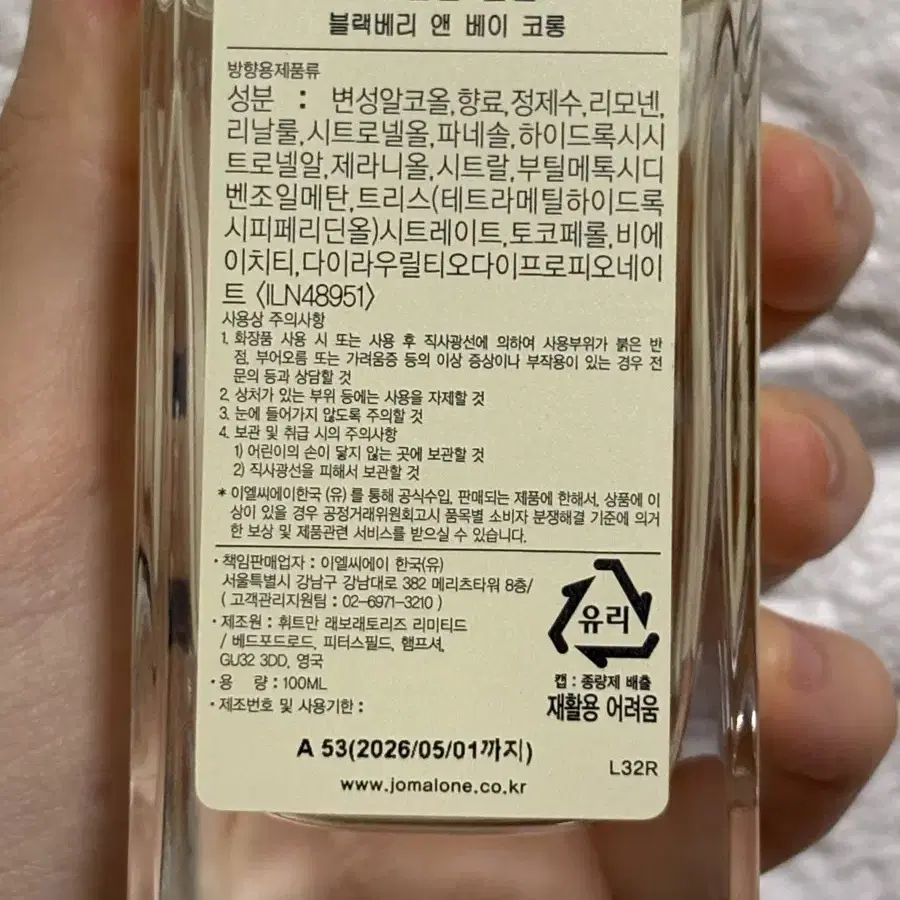 블랙베리 앤 베이 코롱
방향용제품류
성분 : 변성알코올,향료,정제수,리모넨,
리날룰,시트로넬올,파네솔,하이드록시시
트로넬알,제라니올,시트랄,부틸메톡시디
벤조일메탄,트리스(테트라메틸하이드록
시피페리딘올)시트레이트,토코페롤,비에
이치티,다이라우릴티오다이프로피오네이
트 〈ILN48951〉
사용상 주의사항
1. 화장품 사용 시 또는 사용 후 직사광선에 의하여 사용부위가 붉은 반
점, 부어오름 또는 가려움증 등의 이상 증상이나 부작용이 있는 경우 전
문의 등과 상담할 것
2. 상처가 있는 부위 등에는 사용을 자제할 것
3. 눈에 들어가지 않도록 주의할 것
4. 보관 및 취급 시의 주의사항
1) 어린이의 손이 닿지 않는 곳에 보관할 것
2) 직사광선을 피해서 보관할 것
* 이엘씨에이한국 (유) 를 통해 공식수입, 판매되는 제품에 한해서, 상품에 이
상이 있을 경우 공정거래위원회고시 품목별 소비자 분쟁해결 기준에 의거
한 보상 및 제품관련 서비스를 받으실 수 있습니다.
· 책임판매업자 : 이엘씨에이 한국(유)
서울특별시 강남구 강남대로 382 메리츠타워 8층/
( 고객관리지원팀 : 02-6971-3210 )
· 제조원 : 휘트만 래보래토리즈 리미티드
/ 베드포드로드, 피터스필드, 햄프셔,
GU32 3DD, 영국
· 용 량 : 100ML
· 제조번호 및 사용기한 :
유리
캡 : 종량제 배출
재활용 어려움
A 53(2026/05/01까지)
L32R
www.jomalone.co.kr